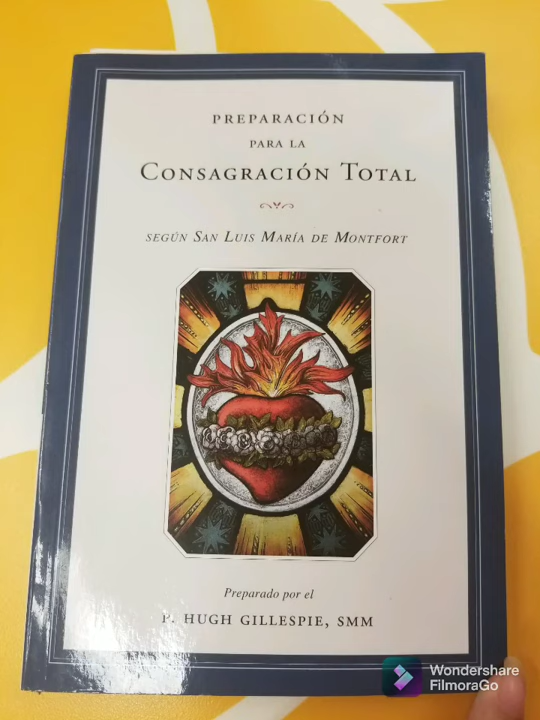 PREPARACIÓN
PARA LA
CONSAGRACIÓN TOTAL
SEGÚN SAN LUIS MARÍA DE MONTFORT
Preparado por el
P. HUGH GILLESPIE, SMM
Wondershare
FilmoraGo